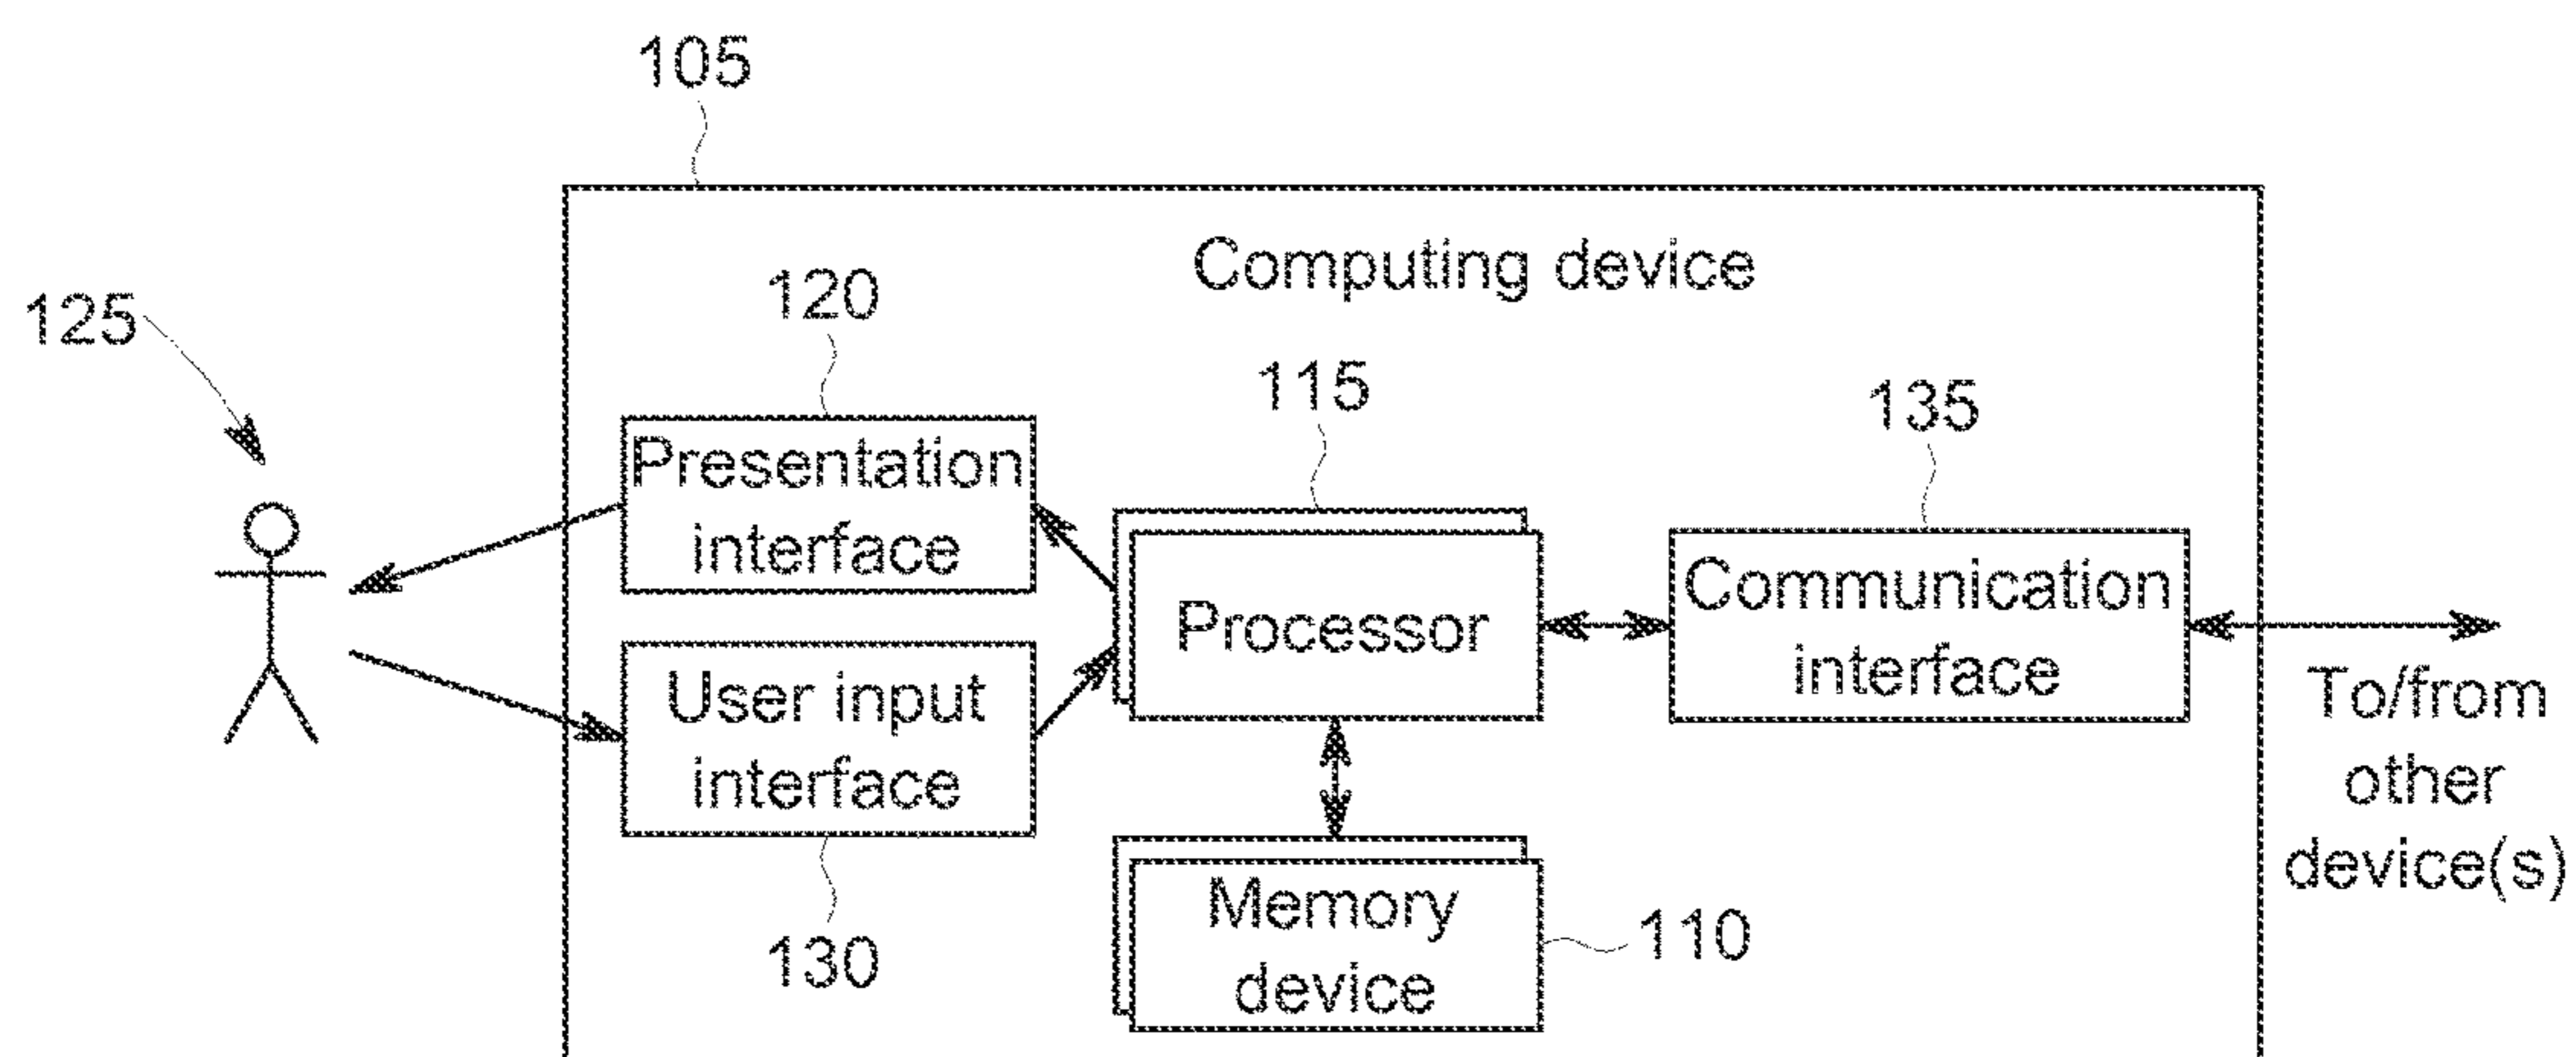 105
Computing device
120
125
115
135
Presentation
interface
Processor
Communication
interface
User input
interface
To/from
other
device(s)
Memory
device
130
110